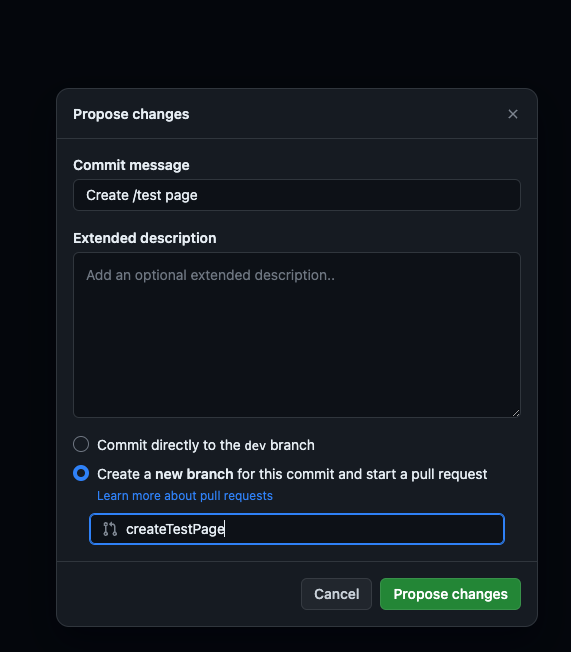 Propose changes
Commit message
Create /test page
Extended description
Add an optional extended description..
Commit directly to the dev branch
Create a new branch for this commit and start a pull request
Learn more about pull requests
createTestPage
Cancel
Propose changes